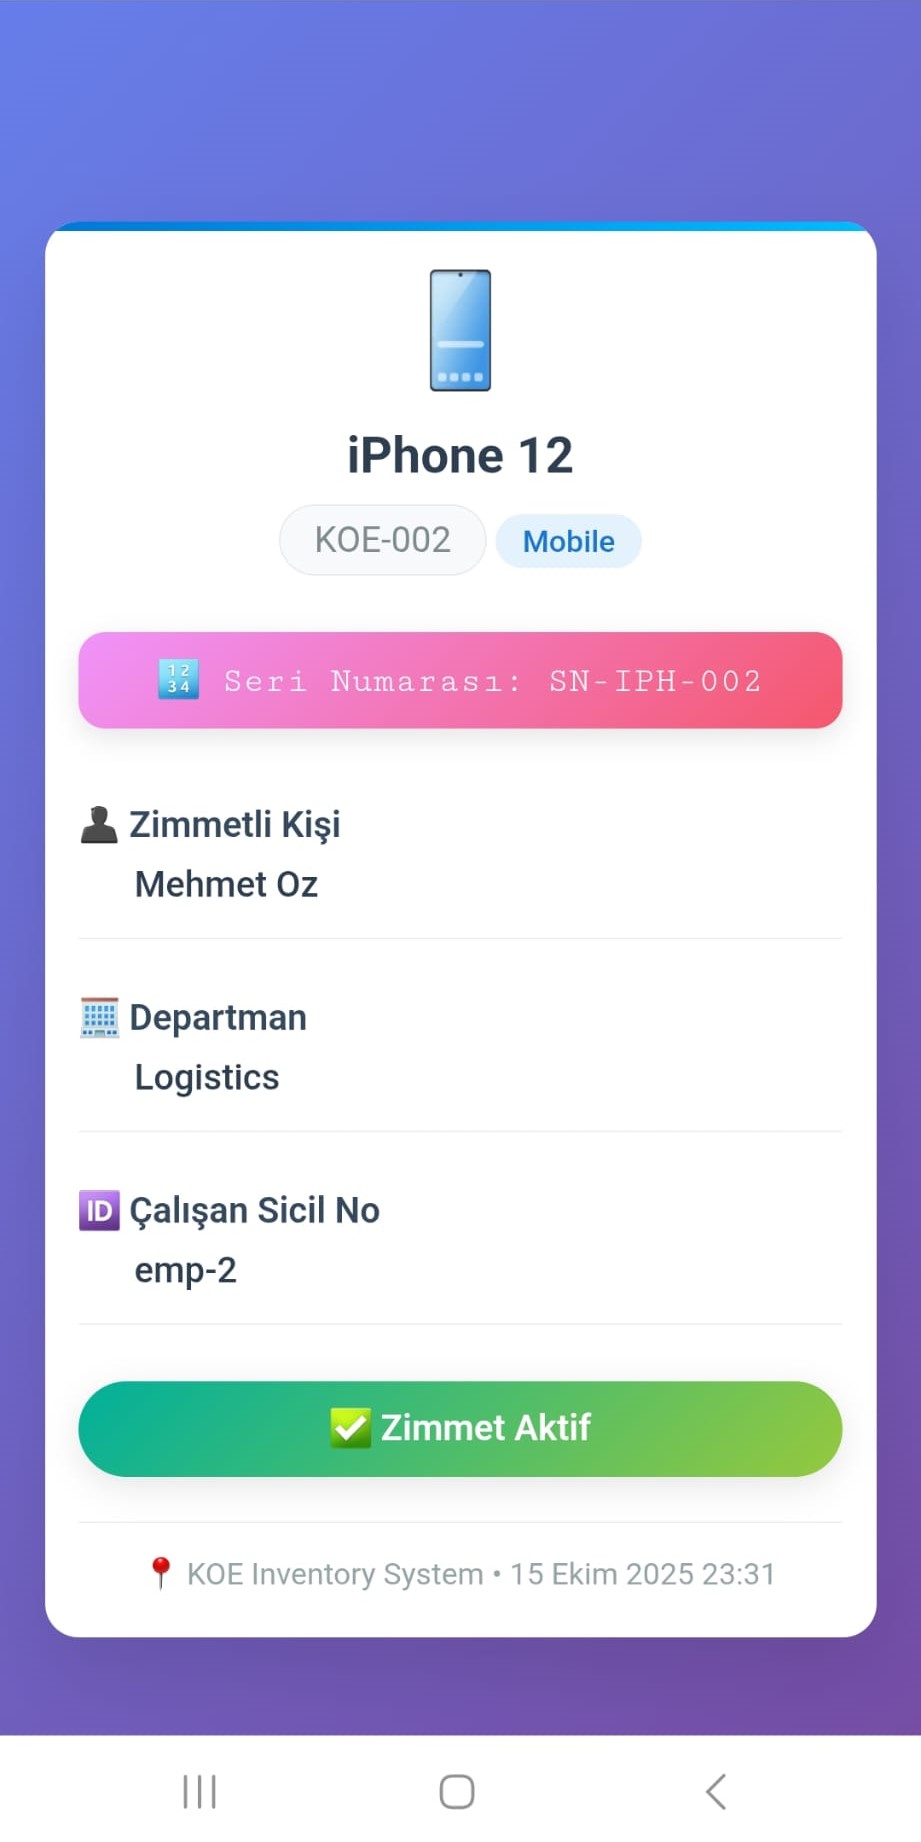 iPhone 12
KOE-002 Mobile
1234 Seri Numarası: SN-IPH-002
Zimmetli Kişi
Mehmet Oz
Departman
Logistics
ID Çalışan Sicil No
emp-2
✅ Zimmet Aktif
📍 KOE Inventory System • 15 Ekim 2025 23:31